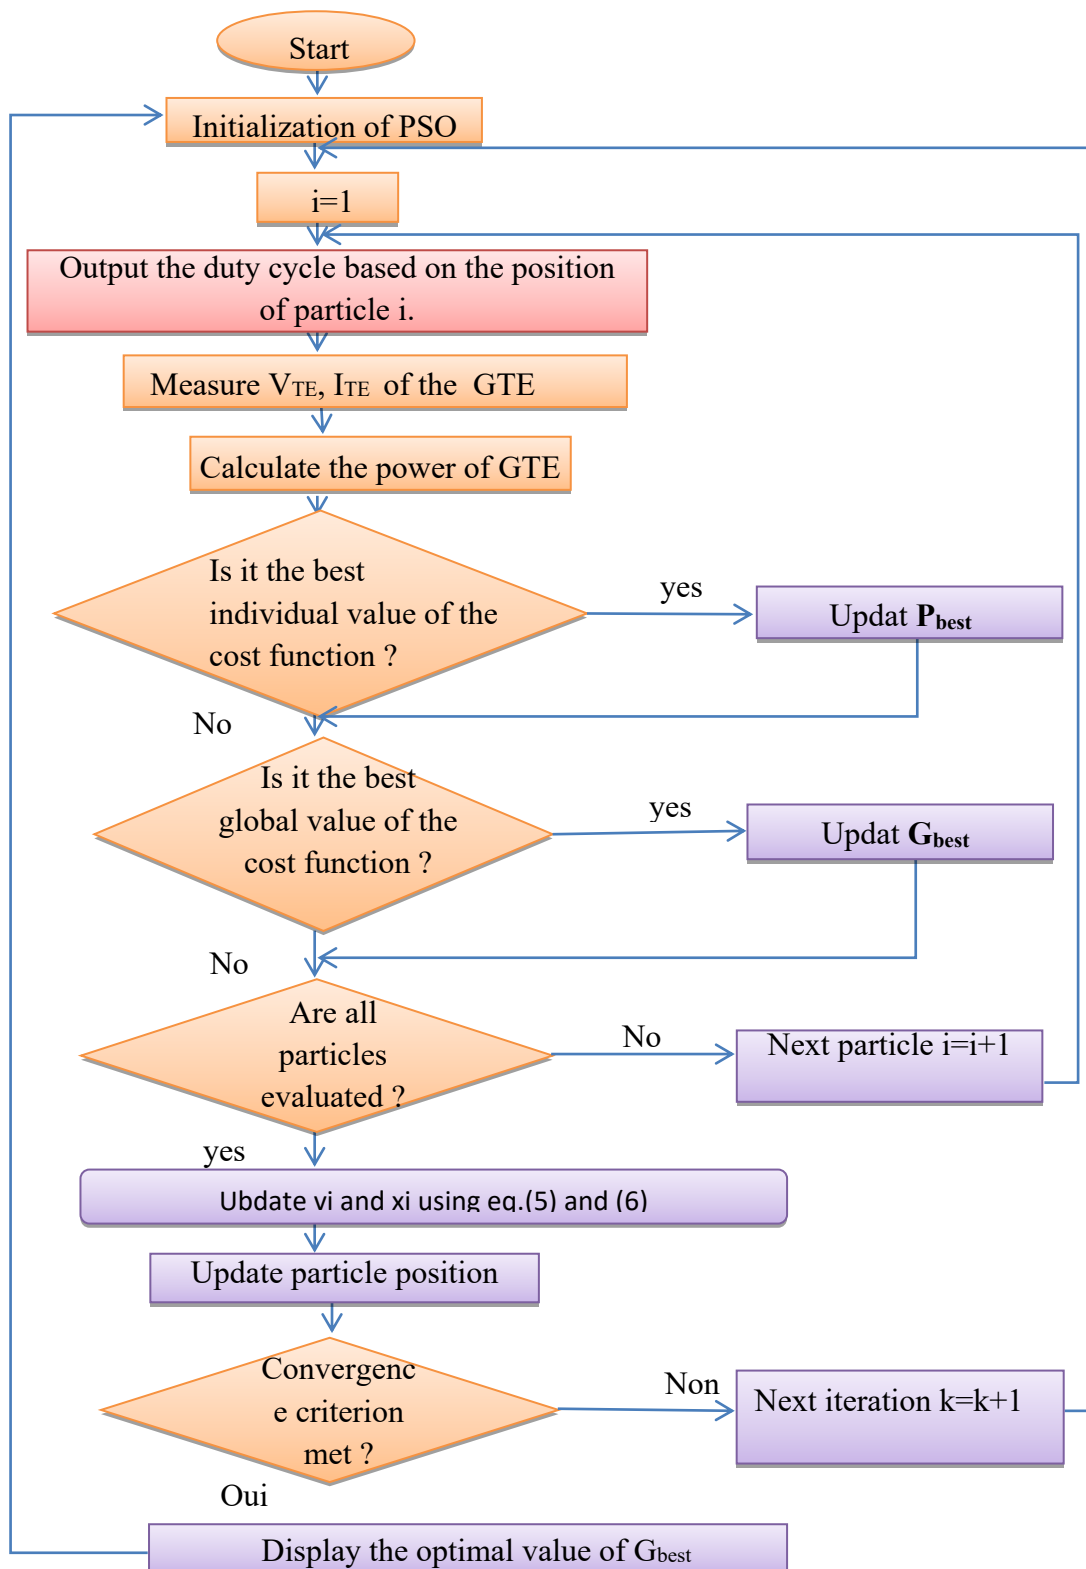 Start
Initialization of PSO
i=1
Output the duty cycle based on the position
of particle i.
Measure VTE, ITE of the GTE
Calculate the power of GTE
Is it the best
individual value of the
cost function ?
yes
Updat Pbest
No
Is it the best
global value of the
cost function ?
yes
Updat Gbest
No
Are all
particles
evaluated ?
No
Next particle i=i+1
yes
Ubdate vi and xi using eq.(5) and (6)
Update particle position
Convergenc
e criterion
met ?
Non
Next iteration k=k+1
Oui
Display the optimal value of Gbest